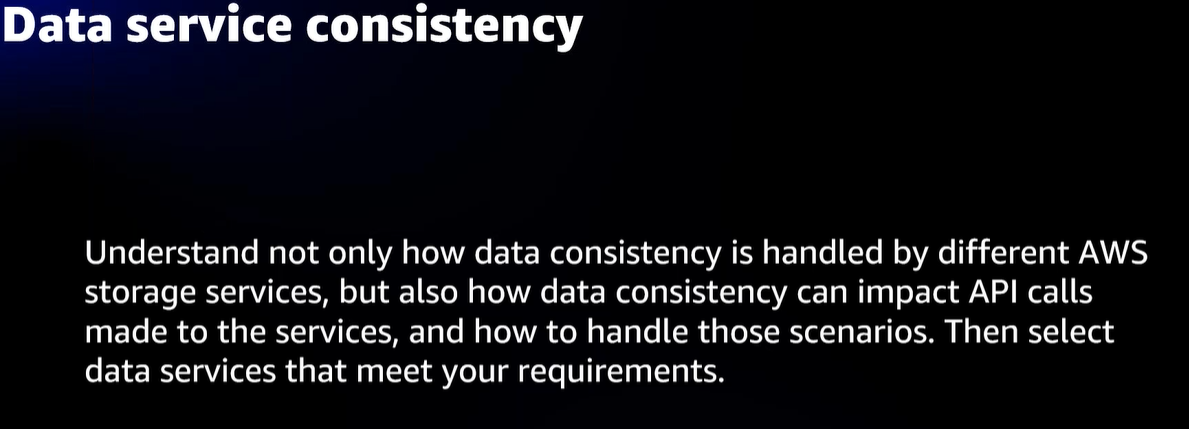 Data service consistency
Understand not only how data consistency is handled by different AWS
storage services, but also how data consistency can impact API calls
made to the services, and how to handle those scenarios. Then select
data services that meet your requirements.